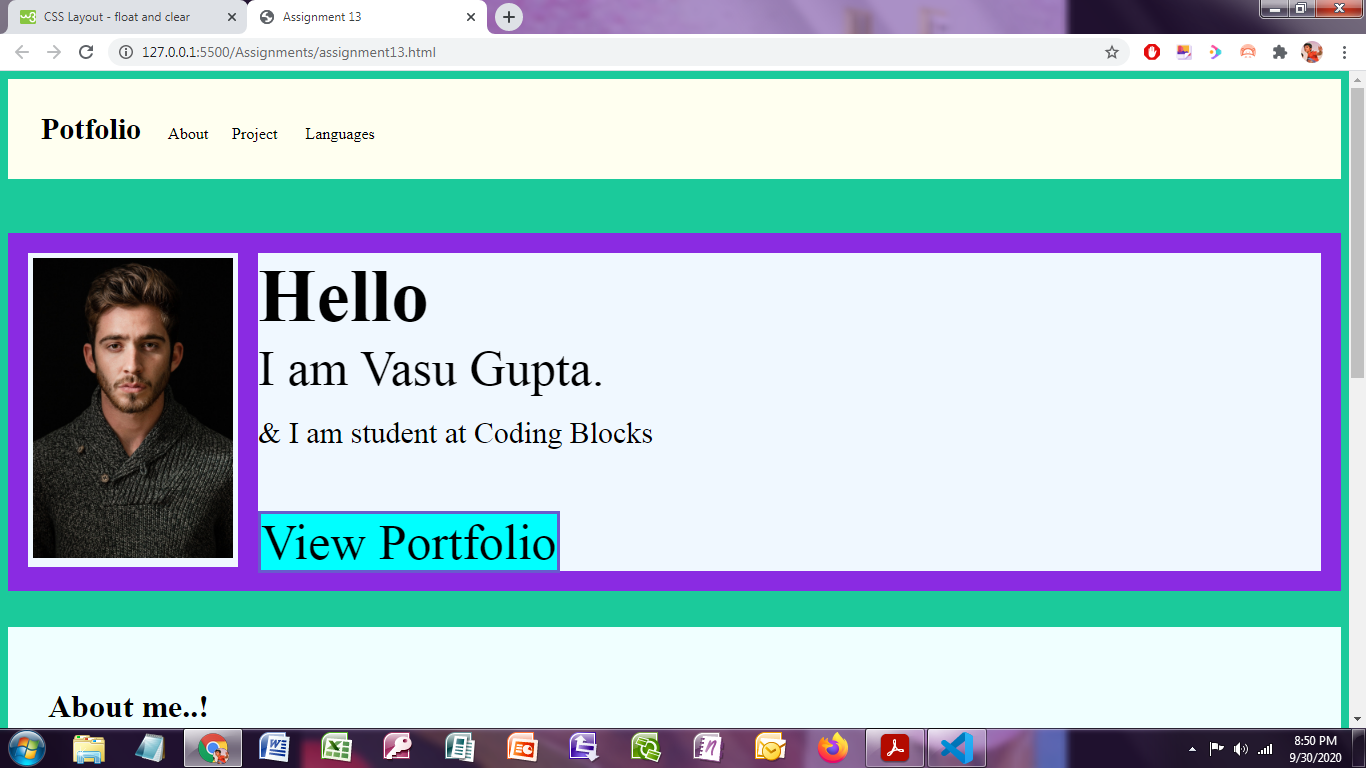 CSS Layout - float and clear
Assignment 13
127.0.0.1:5500/Assignments/assignment13.html
Potfolio About Project Languages
Hello
I am Vasu Gupta.
& I am student at Coding Blocks
View Portfolio
About me..!
8:50 PM
9/30/2020